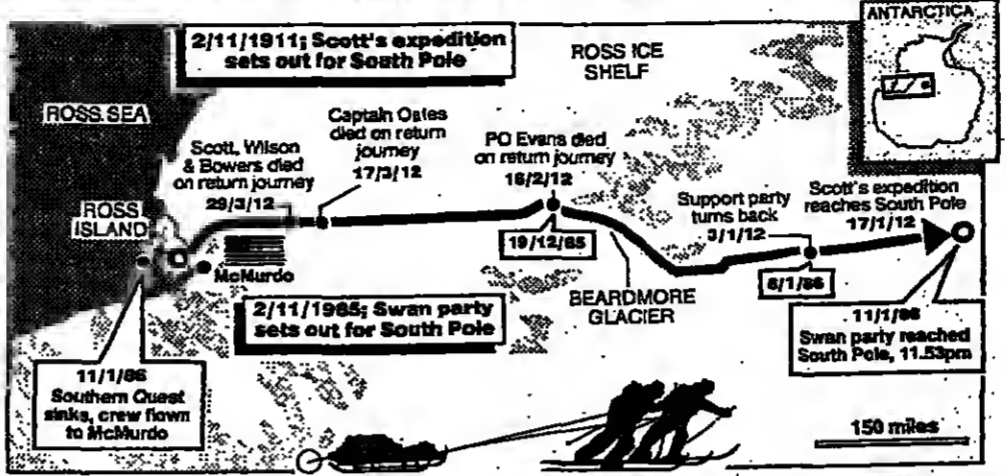 ANTARCTICA
2/11/1911; Scott's expedition
sets out for South Pole
ROSS ICE
SHELF
ROSS SEA
Captain Oates
died on return
journey
17/3/12
Scott, Wilson
& Bowers died
on return journey
29/3/12
PO Evans died
on return journey
16/2/12
Support party
turns back
3/1/12
Scott's expedition
reaches South Pole
17/1/12
ROSS
ISLAND
McMurdo
19/12/85
6/1/86
BEARDMORE
GLACIER
2/11/1985; Swan party
sets out for South Pole
11/1/86
Swan party reached
South Pole, 11.53pm
11/1/86
Southern Quest
sinks, crew flown
to McMurdo
150 miles